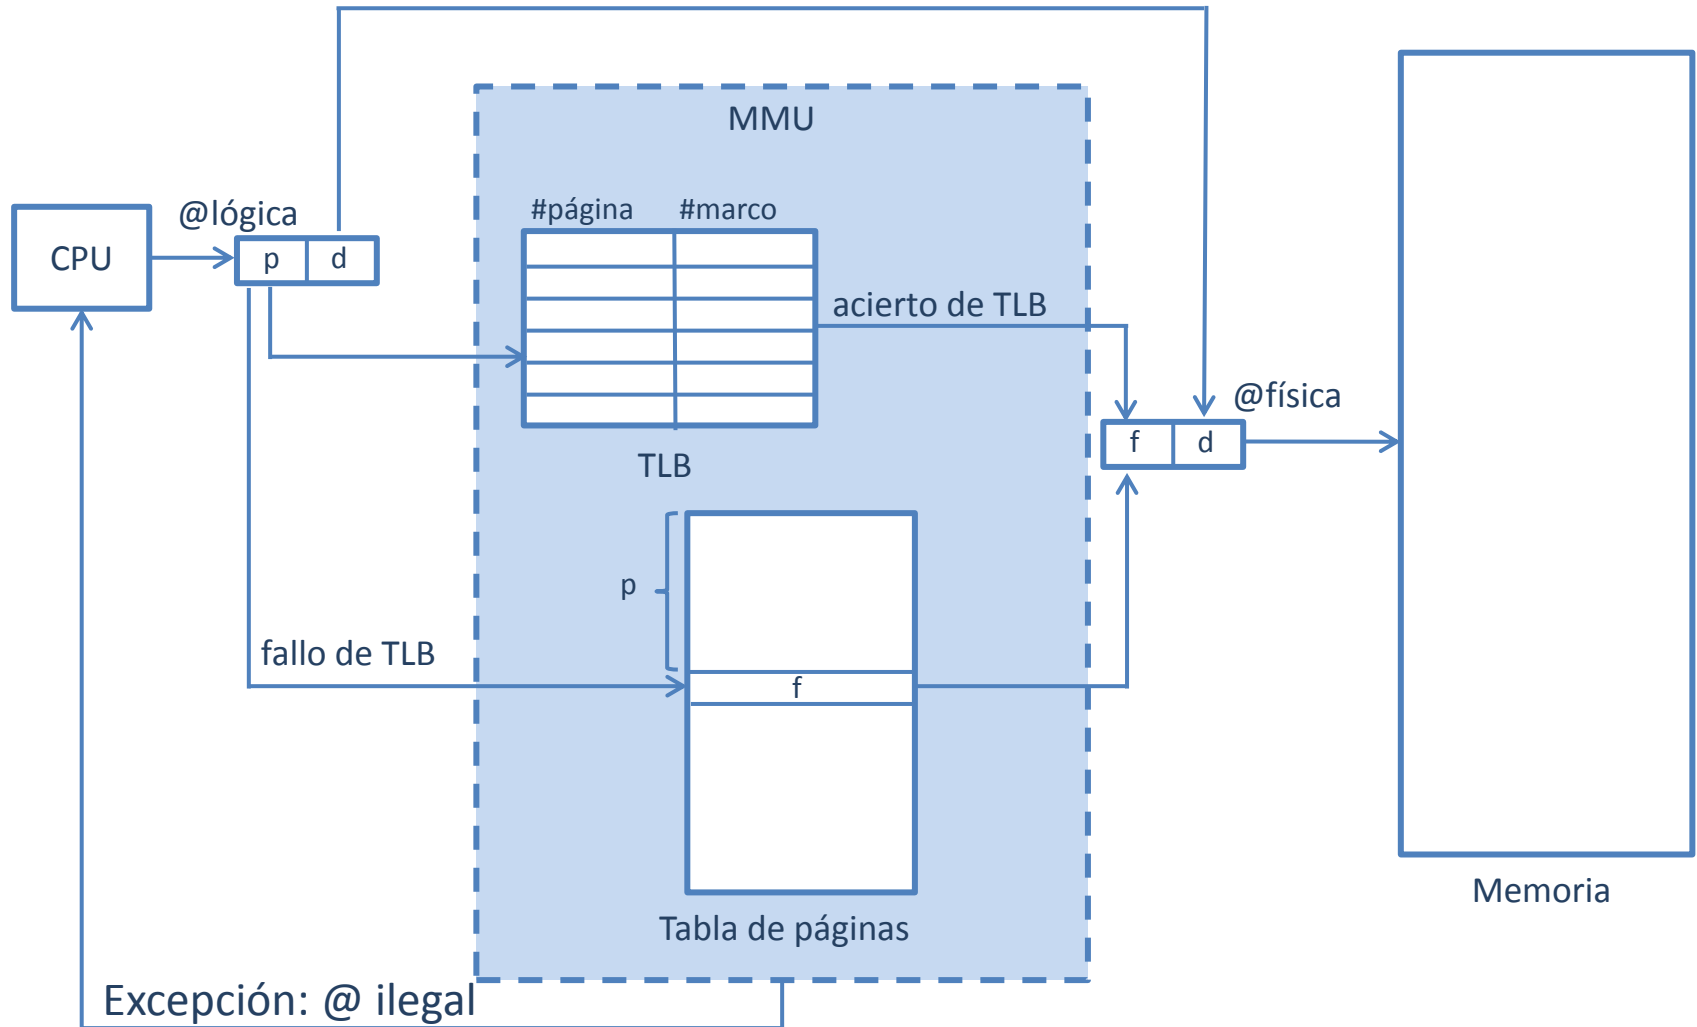 MMU
@lógica
#página #marco
CPU
p d
acierto de TLB
@física
f d
TLB
p
fallo de TLB
f
Memoria
Tabla de páginas
Excepción: @ ilegal